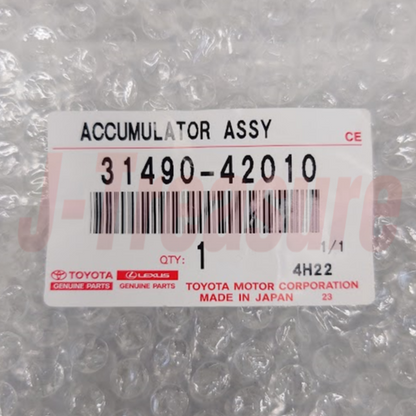 ACCUMULATOR ASSY
CE
31490-42010
J-Treasure
QTY: 1
1/1
4H22
TOYOTA
GENUINE PARTS
LEXUS
GENUINE PARTS
TOYOTA MOTOR CORPORATION
MADE IN JAPAN 23